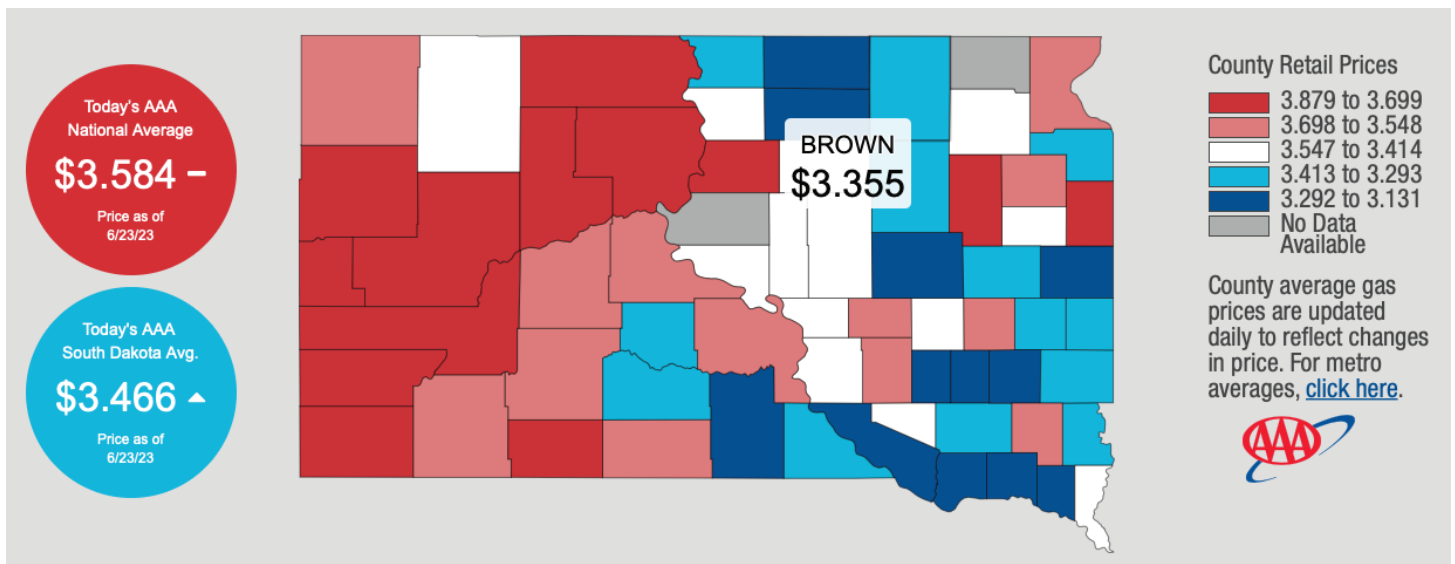 Today's AAA
National Average
$3.584 –
Price as of
6/23/23
Today's AAA
South Dakota Avg.
$3.466
Price as of
6/23/23
BROWN
$3.355
County Retail Prices
3.879 to 3.699
3.698 to 3.548
3.547 to 3.414
3.413 to 3.293
3.292 to 3.131
No Data
Available
County average gas
prices are updated
daily to reflect changes
in price. For metro
averages, click here.
AAA